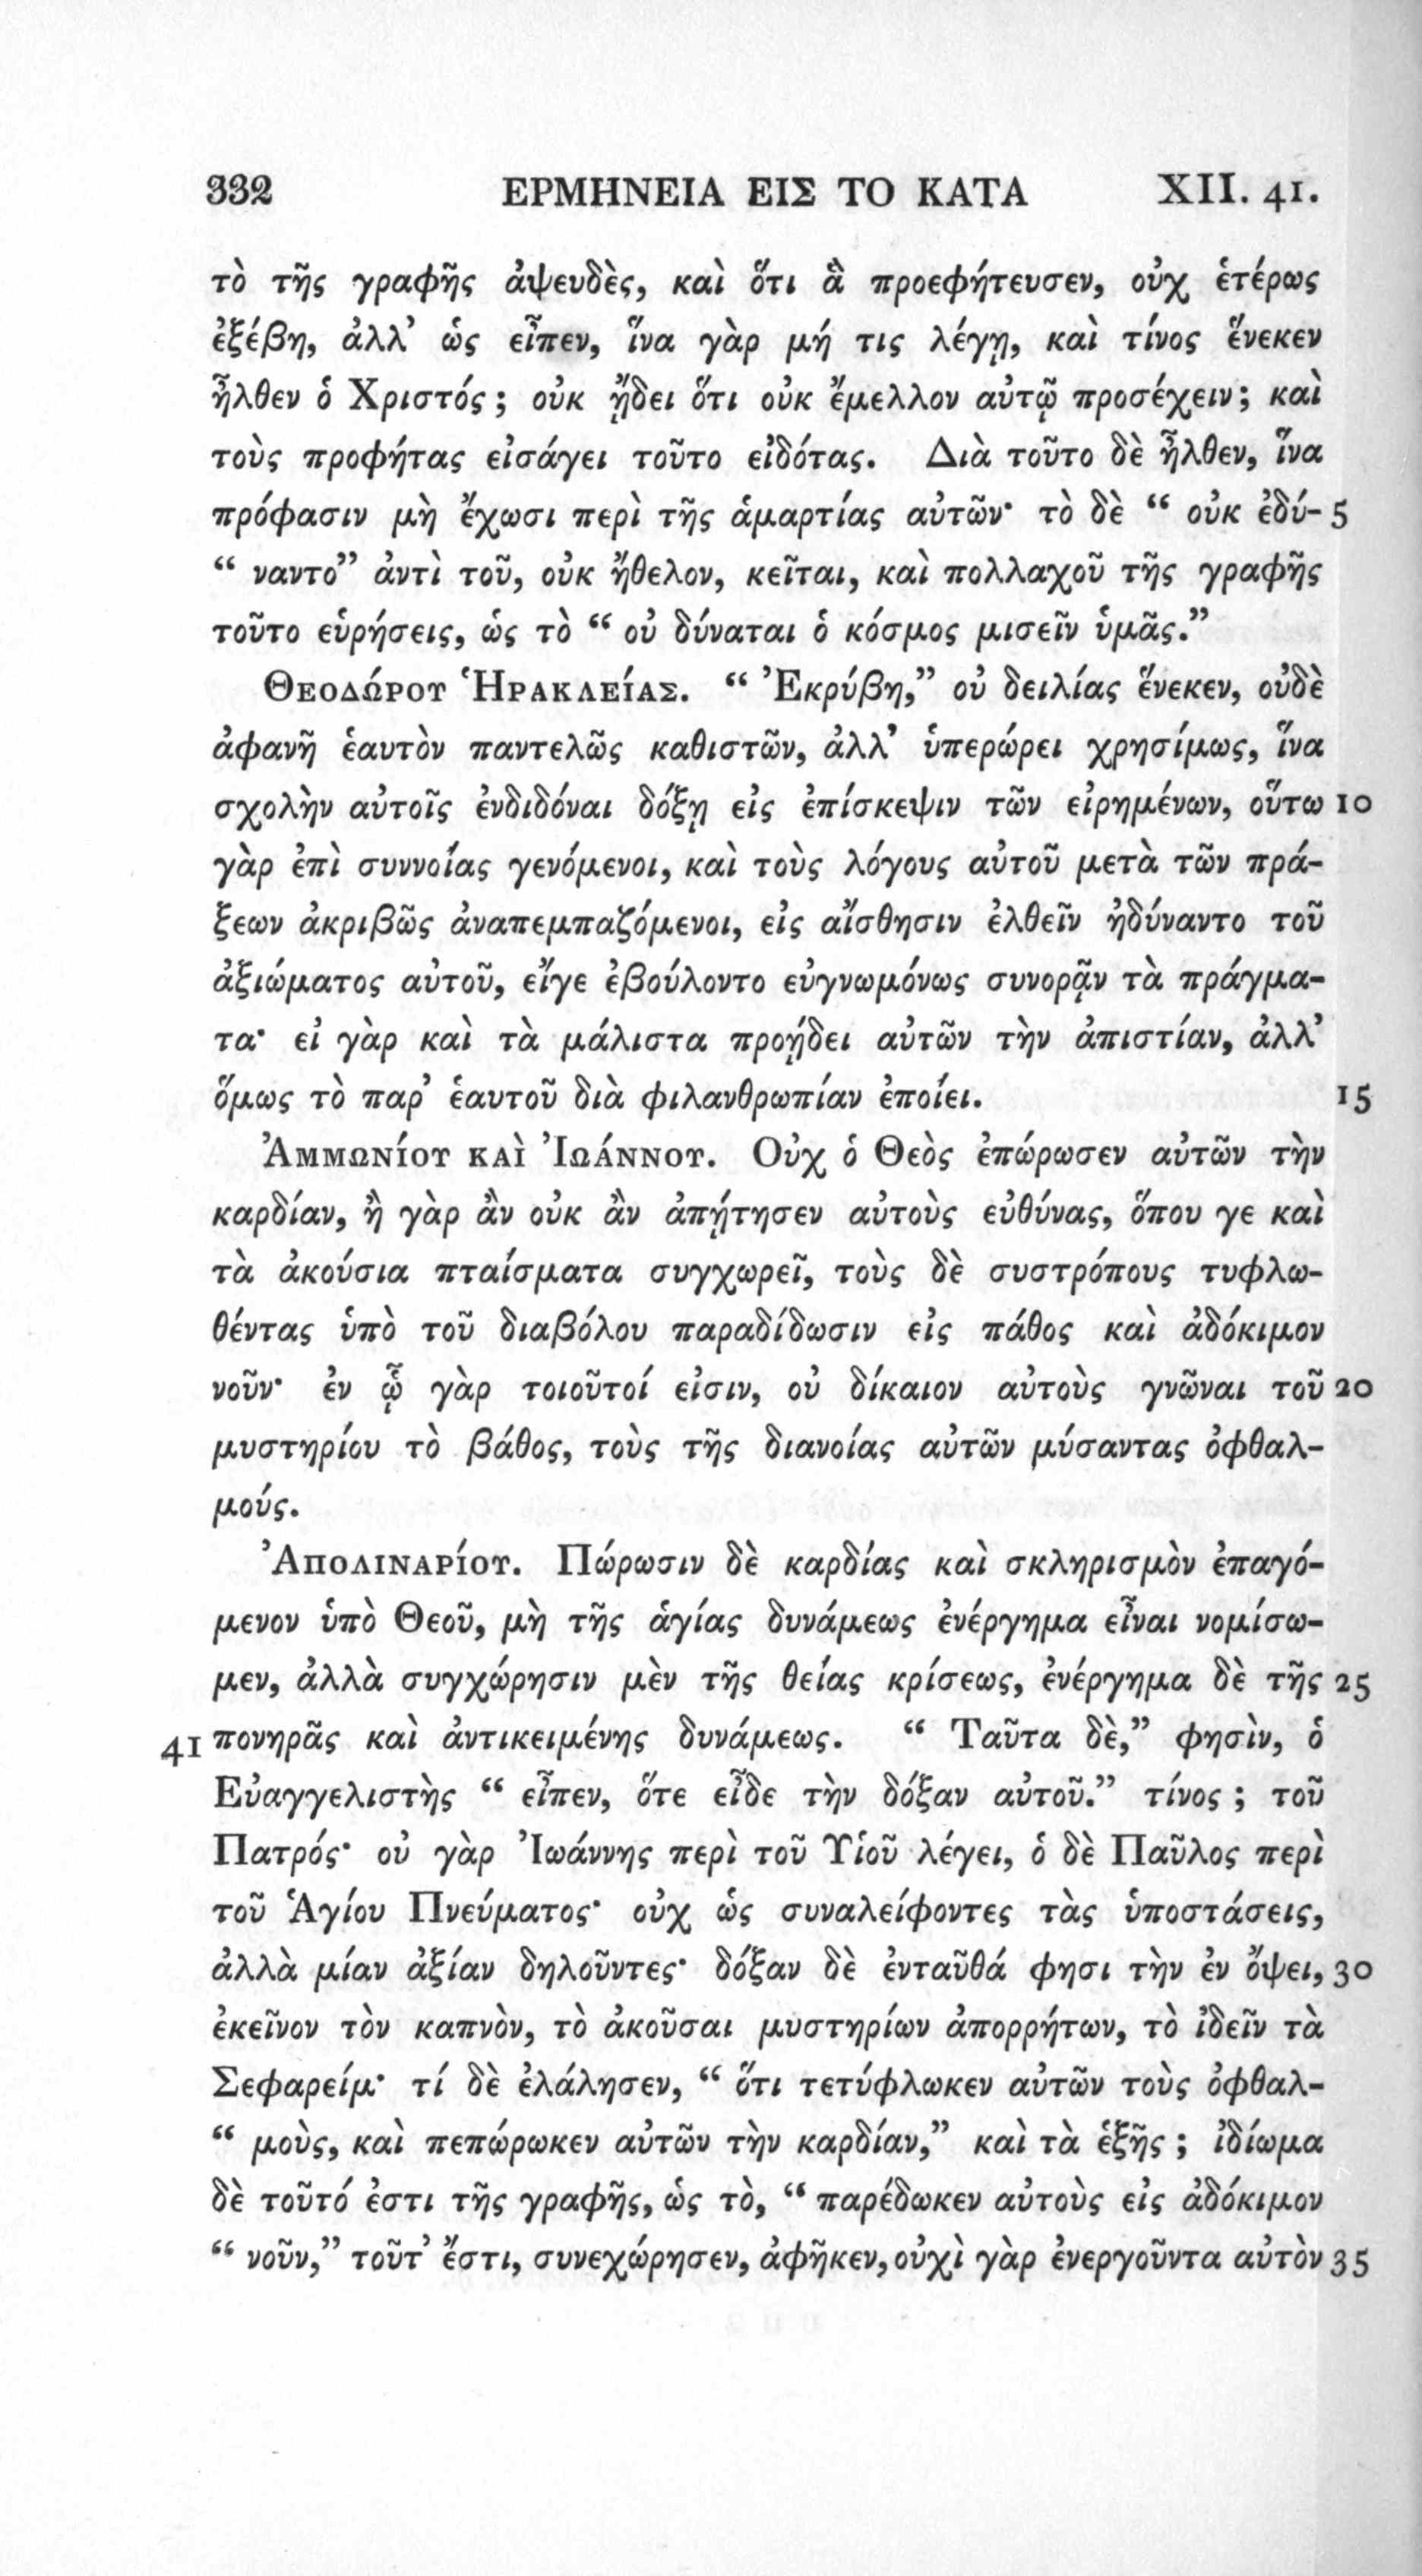 332 ΕΡΜΗΝΕΙΑ ΕΙΣ ΤΟ ΚΑΤΑ XII. 41.
τὸ τῆς γραφῆς ἀψευδὲς, καὶ ὅτι ἃ προεφήτευσεν, οὐχ ἑτέρως
ἐξέβη, ἀλλ’ ὡς εἶπεν, ἵνα γὰρ μή τις λέγῃ, καὶ τίνος ἕνεκεν
ἦλθεν ὁ Χριστός; οὐκ ᾔδει ὅτι οὐκ ἔμελλον αὐτῷ προσέχειν; καὶ
τοὺς προφήτας εἰσάγει τοῦτο εἰδότας. Διὰ τοῦτο δὲ ἦλθεν, ἵνα
πρόφασιν μὴ ἔχωσι περὶ τῆς ἁμαρτίας αὐτῶν· τὸ δὲ “ οὐκ ἐδύ- 5
“ ναντο” ἀντὶ τοῦ, οὐκ ἤθελον, κεῖται, καὶ πολλαχοῦ τῆς γραφῆς
τοῦτο εὑρήσεις, ὡς τὸ “ οὐ δύναται ὁ κόσμος μισεῖν ὑμᾶς.”
Θεοδώρου Ἡρακλείας. “ Ἐκρύβη,” οὐ δειλίας ἕνεκεν, οὐδὲ
ἀφανῆ ἑαυτὸν παντελῶς καθιστῶν, ἀλλ’ ὑπερώρει χρησίμως, ἵνα
σχολὴν αὐτοῖς ἐνδιδόναι δόξῃ εἰς ἐπίσκεψιν τῶν εἰρημένων, οὕτω 10
γὰρ ἐπὶ συννοίας γενόμενοι, καὶ τοὺς λόγους αὐτοῦ μετὰ τῶν πρά-
ξεων ἀκριβῶς ἀναπεμπαζόμενοι, εἰς αἴσθησιν ἐλθεῖν ἠδύναντο τοῦ
ἀξιώματος αὐτοῦ, εἴγε ἐβούλοντο εὐγνωμόνως συνορᾷν τὰ πράγμα-
τα· εἰ γὰρ καὶ τὰ μάλιστα προῄδει αὐτῶν τὴν ἀπιστίαν, ἀλλ’
ὅμως τὸ παρ’ ἑαυτοῦ διὰ φιλανθρωπίαν ἐποίει. 15
Ἀμμωνίου καὶ Ἰωάννου. Οὐχ ὁ Θεὸς ἐπώρωσεν αὐτῶν τὴν
καρδίαν, ἢ γὰρ ἂν οὐκ ἂν ἀπῄτησεν αὐτοὺς εὐθύνας, ὅπου γε καὶ
τὰ ἀκούσια πταίσματα συγχωρεῖ, τοὺς δὲ συστρόπους τυφλω-
θέντας ὑπὸ τοῦ διαβόλου παραδίδωσιν εἰς πάθος καὶ ἀδόκιμον
νοῦν· ἐν ᾧ γὰρ τοιοῦτοί εἰσιν, οὐ δίκαιον αὐτοὺς γνῶναι τοῦ 20
μυστηρίου τὸ βάθος, τοὺς τῆς διανοίας αὐτῶν μύσαντας ὀφθαλ-
μούς.
Ἀπολιναρίου. Πώρωσιν δὲ καρδίας καὶ σκληρισμὸν ἐπαγό-
μενον ὑπὸ Θεοῦ, μὴ τῆς ἁγίας δυνάμεως ἐνέργημα εἶναι νομίσω-
μεν, ἀλλὰ συγχώρησιν μὲν τῆς θείας κρίσεως, ἐνέργημα δὲ τῆς 25
41 πονηρᾶς καὶ ἀντικειμένης δυνάμεως. “ Ταῦτα δὲ,” φησὶν, ὁ
Εὐαγγελιστὴς “ εἶπεν, ὅτε εἶδε τὴν δόξαν αὐτοῦ.” τίνος; τοῦ
Πατρός· οὐ γὰρ Ἰωάννης περὶ τοῦ Υἱοῦ λέγει, ὁ δὲ Παῦλος περὶ
τοῦ Ἁγίου Πνεύματος· οὐχ ὡς συναλείφοντες τὰς ὑποστάσεις,
ἀλλὰ μίαν ἀξίαν δηλοῦντες· δόξαν δὲ ἐνταῦθά φησι τὴν ἐν ὄψει, 30
ἐκεῖνον τὸν καπνὸν, τὸ ἀκοῦσαι μυστηρίων ἀπορρήτων, τὸ ἰδεῖν τὰ
Σεφαρείμ· τί δὲ ἐλάλησεν, “ ὅτι τετύφλωκεν αὐτῶν τοὺς ὀφθαλ-
“ μοὺς, καὶ πεπώρωκεν αὐτῶν τὴν καρδίαν,” καὶ τὰ ἑξῆς; ἰδίωμα
δὲ τοῦτό ἐστι τῆς γραφῆς, ὡς τὸ, “ παρέδωκεν αὐτοὺς εἰς ἀδόκιμον
“ νοῦν,” τοῦτ’ ἔστι, συνεχώρησεν, ἀφῆκεν, οὐχὶ γὰρ ἐνεργοῦντα αὐτὸν 35